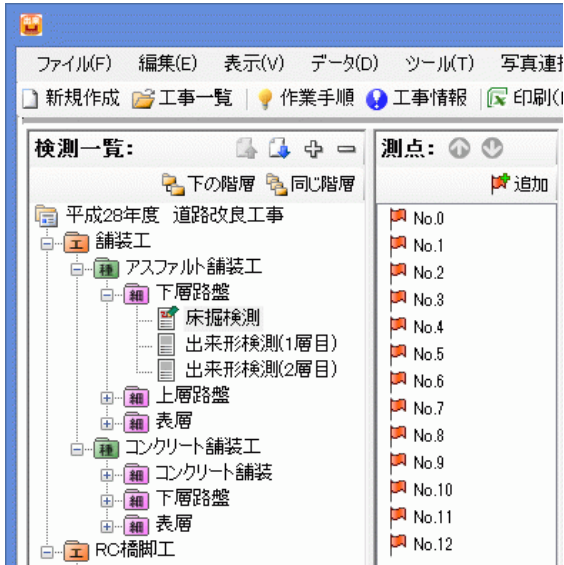 ファイル(F) 編集(E) 表示(V) データ(D) ツール(T) 写真連
新規作成 工事一覧 作業手順 工事情報 印刷(
検測一覧:
下の階層 同じ階層
平成28年度 道路改良工事
工 舗装工
種 アスファルト舗装工
細 下層路盤
床掘検測
出来形検測(1層目)
出来形検測(2層目)
細 上層路盤
細 表層
種 コンクリート舗装工
細 コンクリート舗装
細 下層路盤
細 表層
工 RC橋脚工
測点:
追加
No.0
No.1
No.2
No.3
No.4
No.5
No.6
No.7
No.8
No.9
No.10
No.11
No.12